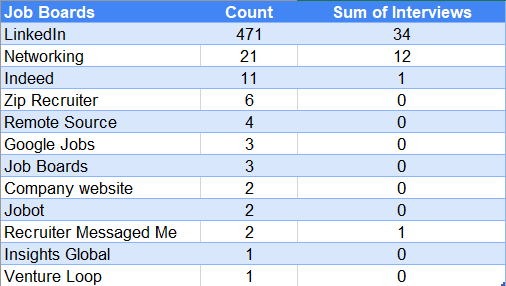 Job Boards Count Sum of Interviews
LinkedIn 471 34
Networking 21 12
Indeed 11 1
Zip Recruiter 6 0
Remote Source 4 0
Google Jobs 3 0
Job Boards 3 0
Company website 2 0
Jobot 2 0
Recruiter Messaged Me 2 1
Insights Global 1 0
Venture Loop 1 0